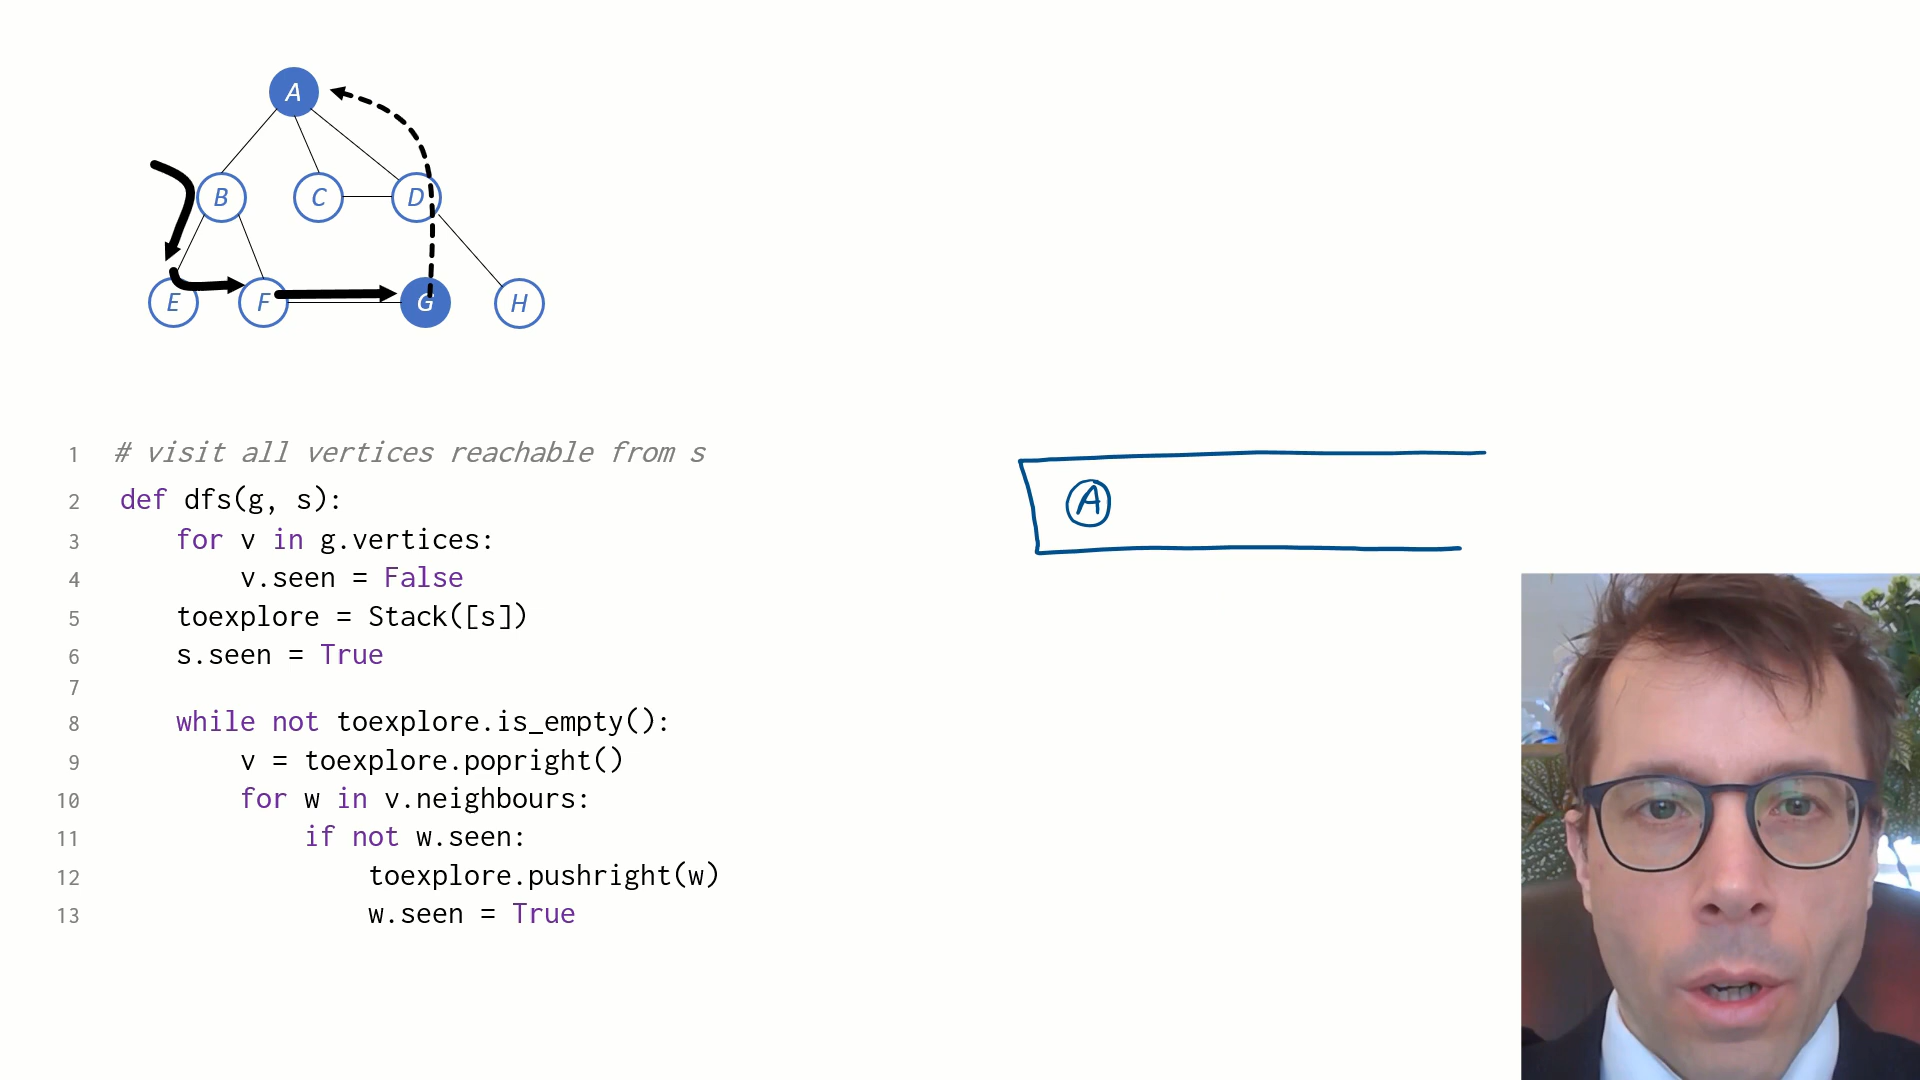 A
B C D
E F G H
1 # visit all vertices reachable from s
2 def dfs(g, s):
3 for v in g.vertices:
4 v.seen = False
5 toexplore = Stack([s])
6 s.seen = True
7
8 while not toexplore.is_empty():
9 v = toexplore.popright()
10 for w in v.neighbours:
11 if not w.seen:
12 toexplore.pushright(w)
13 w.seen = True
A